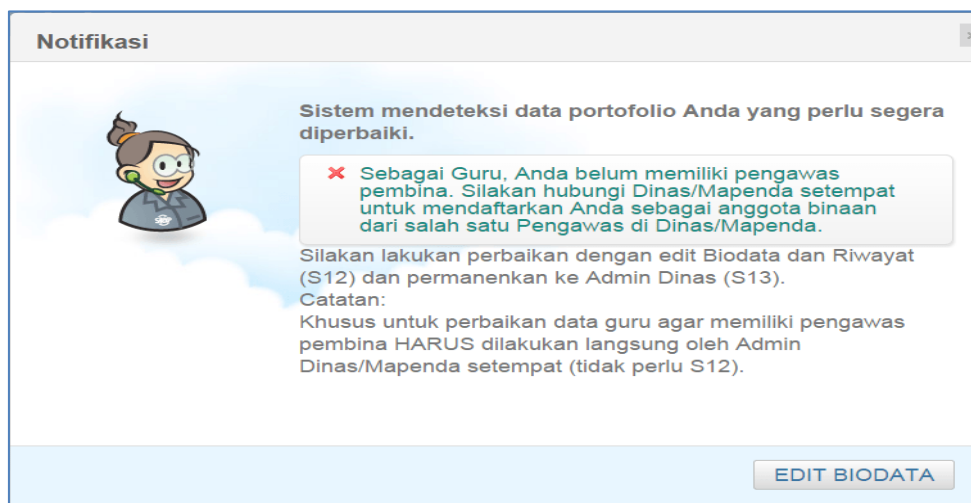 Notifikasi
Sistem mendeteksi data portofolio Anda yang perlu segera
diperbaiki.
Sebagai Guru, Anda belum memiliki pengawas
pembina. Silakan hubungi Dinas/Mapenda setempat
untuk mendaftarkan Anda sebagai anggota binaan
dari salah satu Pengawas di Dinas/Mapenda.
Silakan lakukan perbaikan dengan edit Biodata dan Riwayat
(S12) dan permanenkan ke Admin Dinas (S13).
Catatan:
Khusus untuk perbaikan data guru agar memiliki pengawas
pembina HARUS dilakukan langsung oleh Admin
Dinas/Mapenda setempat (tidak perlu S12).
EDIT BIODATA